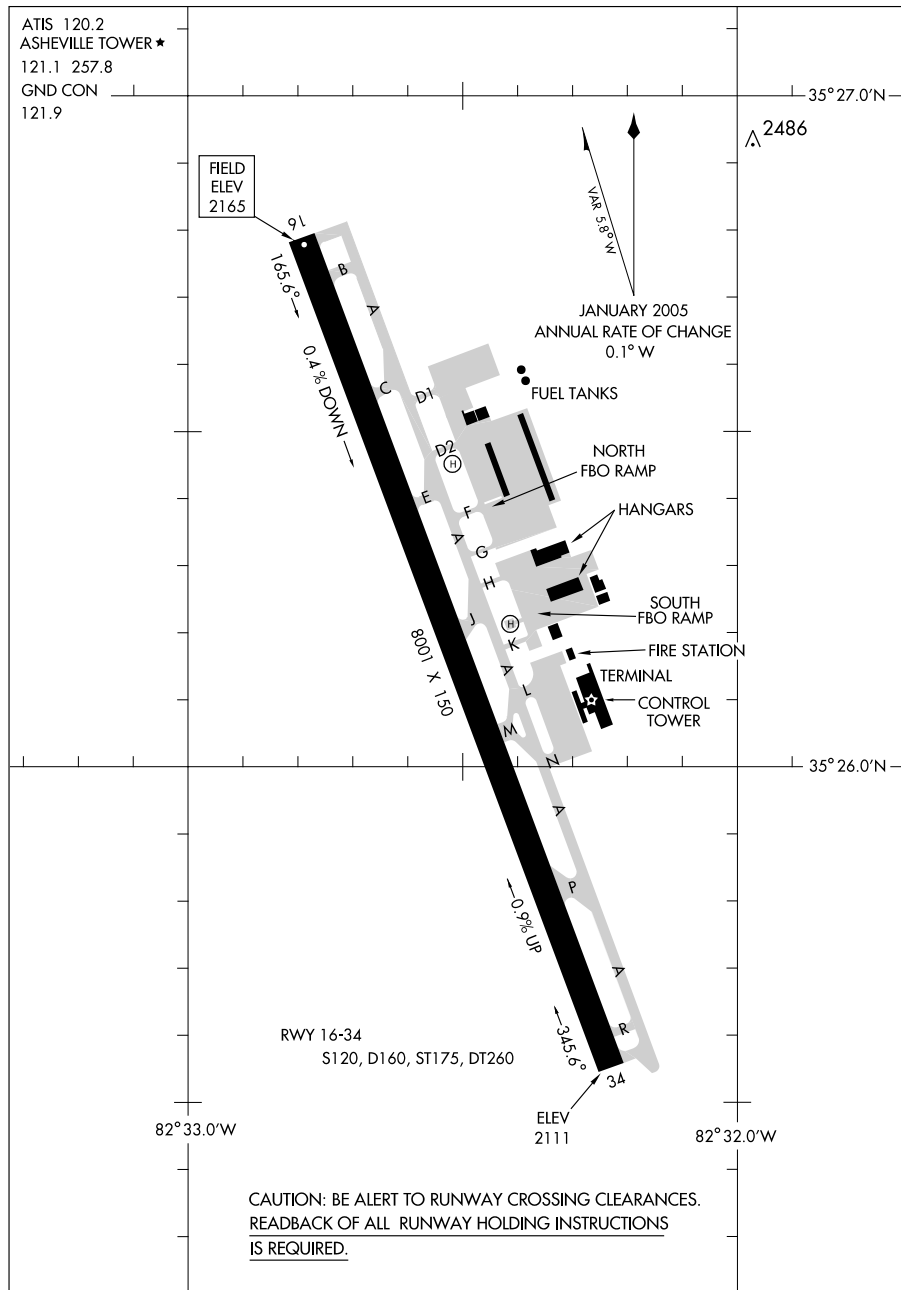 ATIS 120.2
ASHEVILLE TOWER★
121.1 257.8
GND CON
121.9
35°27.0'N
2486
FIELD
ELEV
2165
VAR 5.8° W
16
165.6°
B
A
JANUARY 2005
ANNUAL RATE OF CHANGE
0.1° W
0.4% DOWN
C
D1
FUEL TANKS
D2
H
NORTH
FBO RAMP
E
F
A
G
HANGARS
H
SOUTH
FBO RAMP
J
H
K
FIRE STATION
8001 X 150
A
TERMINAL
L
CONTROL
TOWER
M
N
35°26.0'N
A
P
0.9% UP
A
R
RWY 16-34
S120, D160, ST175, DT260
345.6°
34
ELEV
2111
82°33.0'W
82°32.0'W
CAUTION: BE ALERT TO RUNWAY CROSSING CLEARANCES.
READBACK OF ALL RUNWAY HOLDING INSTRUCTIONS
IS REQUIRED.